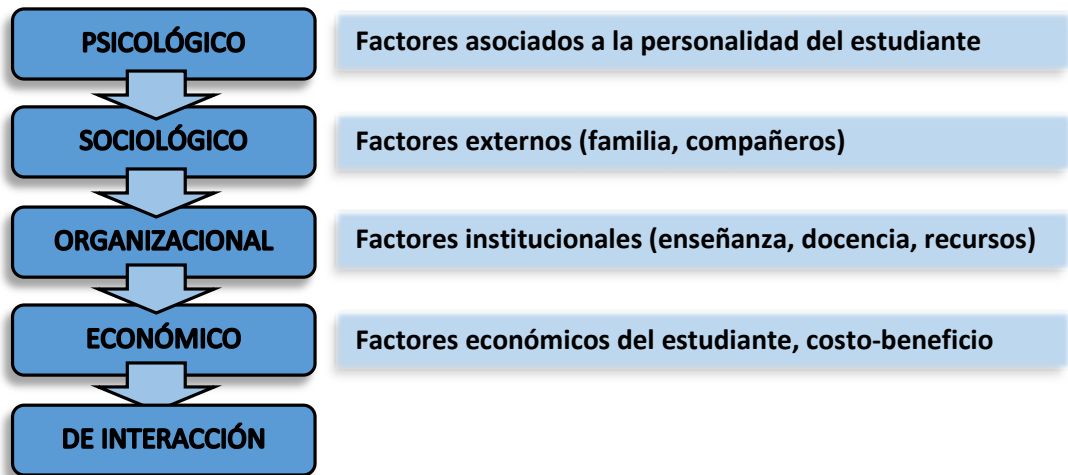 PSICOLÓGICO
Factores asociados a la personalidad del estudiante
SOCIOLÓGICO
Factores externos (familia, compañeros)
ORGANIZACIONAL
Factores institucionales (enseñanza, docencia, recursos)
ECONÓMICO
Factores económicos del estudiante, costo-beneficio
DE INTERACCIÓN